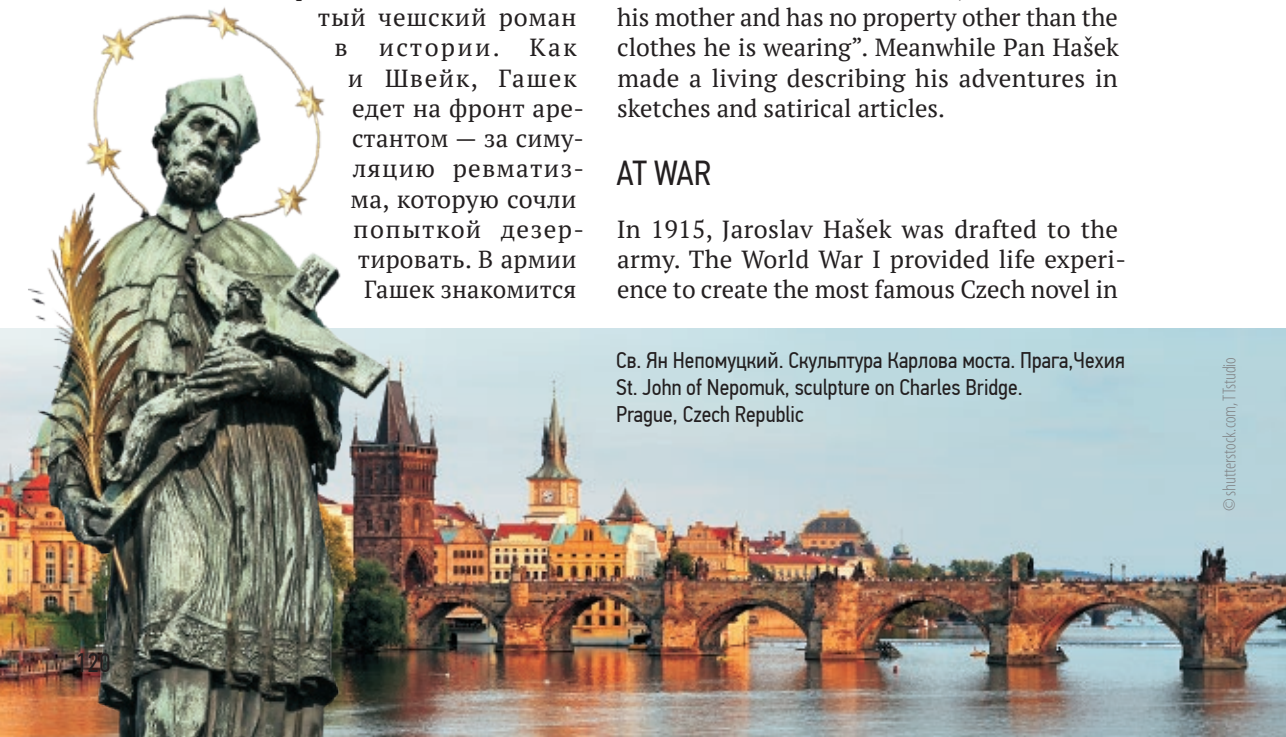 тый чешский роман
в истории. Как
и Швейк, Гашек
едет на фронт аре-
стантом — за симу-
ляцию ревматиз-
ма, которую сочли
попыткой дезер-
тировать. В армии
Гашек знакомится
his mother and has no property other than the
clothes he is wearing”. Meanwhile Pan Hašek
made a living describing his adventures in
sketches and satirical articles.
AT WAR
In 1915, Jaroslav Hašek was drafted to the
army. The World War I provided life experi-
ence to create the most famous Czech novel in
Св. Ян Непомуцкий. Скульптура Карлова моста. Прага,Чехия
St. John of Nepomuk, sculpture on Charles Bridge.
Prague, Czech Republic
© shutterstock.com, TTstudio
120